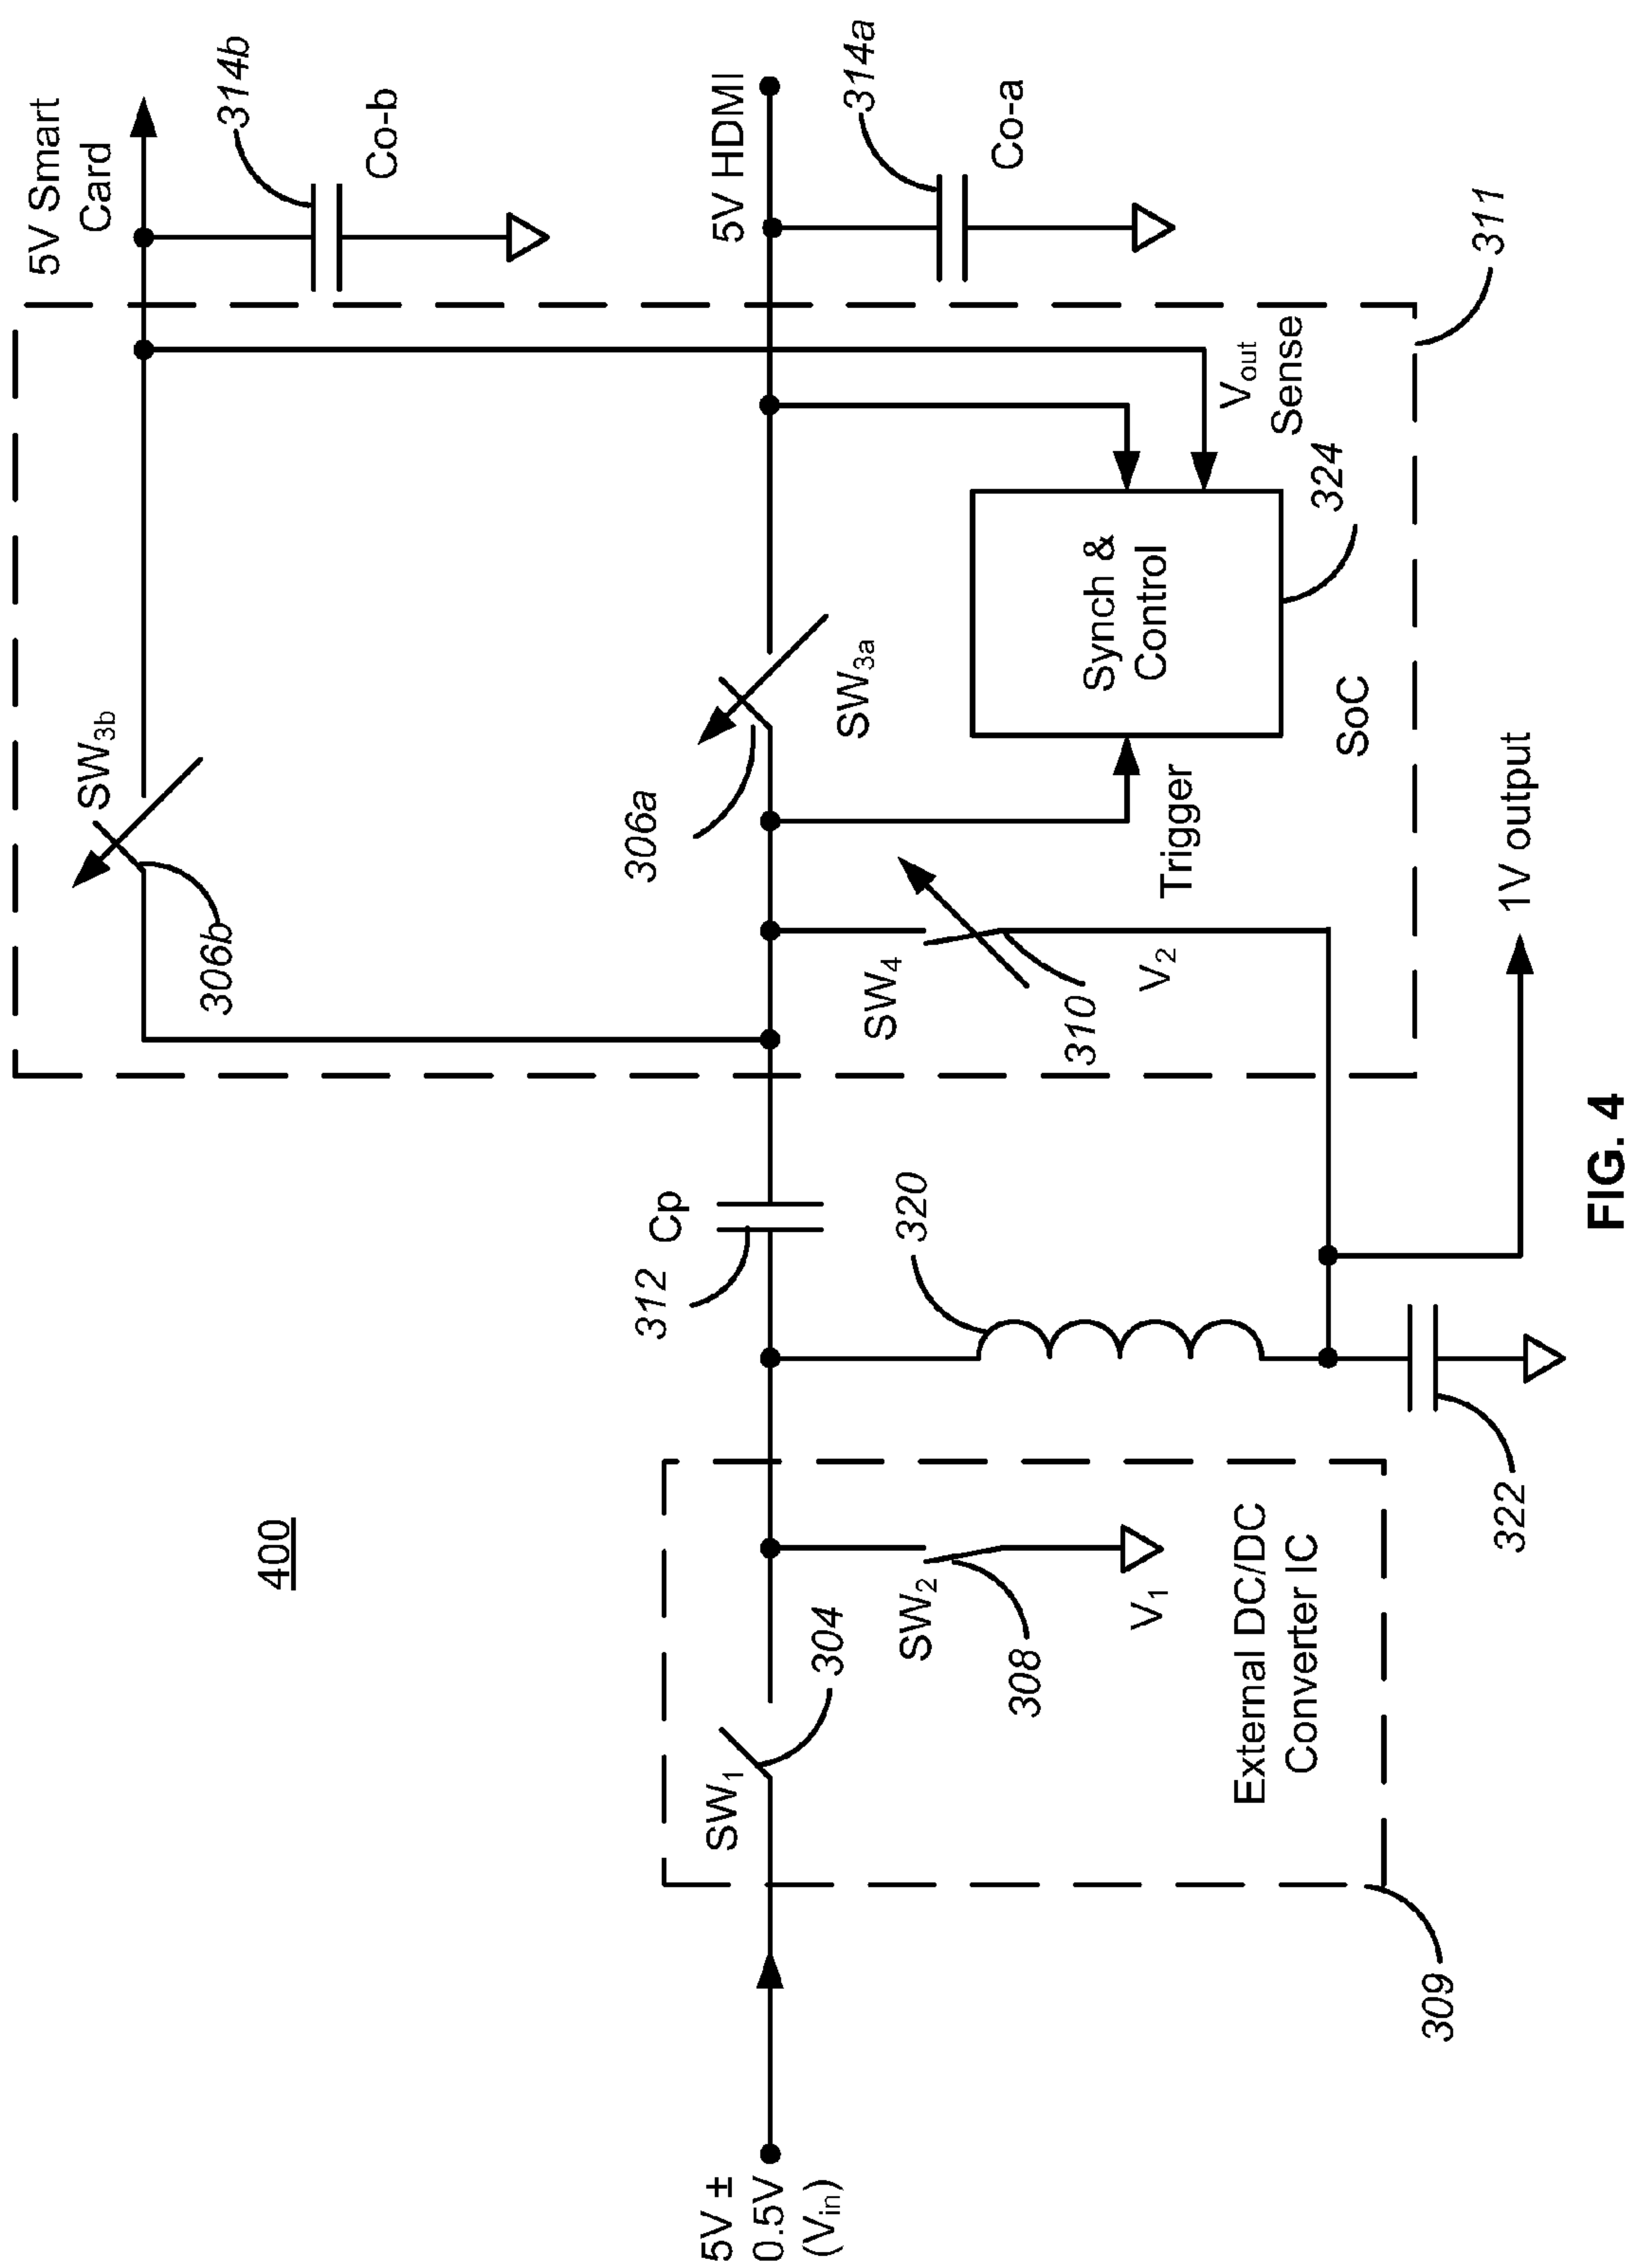 400
5V Smart
Card
314b
Co-b
5V HDMI
314a
Co-a
SW3b
306b
306a
SW3a
SW4
310
V2
Trigger
Synch &
Control
Vout
Sense
324
SoC
311
312
Cp
320
322
1V output
5V ±
0.5V
(Vin)
SW1
304
SW2
308
V1
External DC/DC
Converter IC
309
FIG. 4